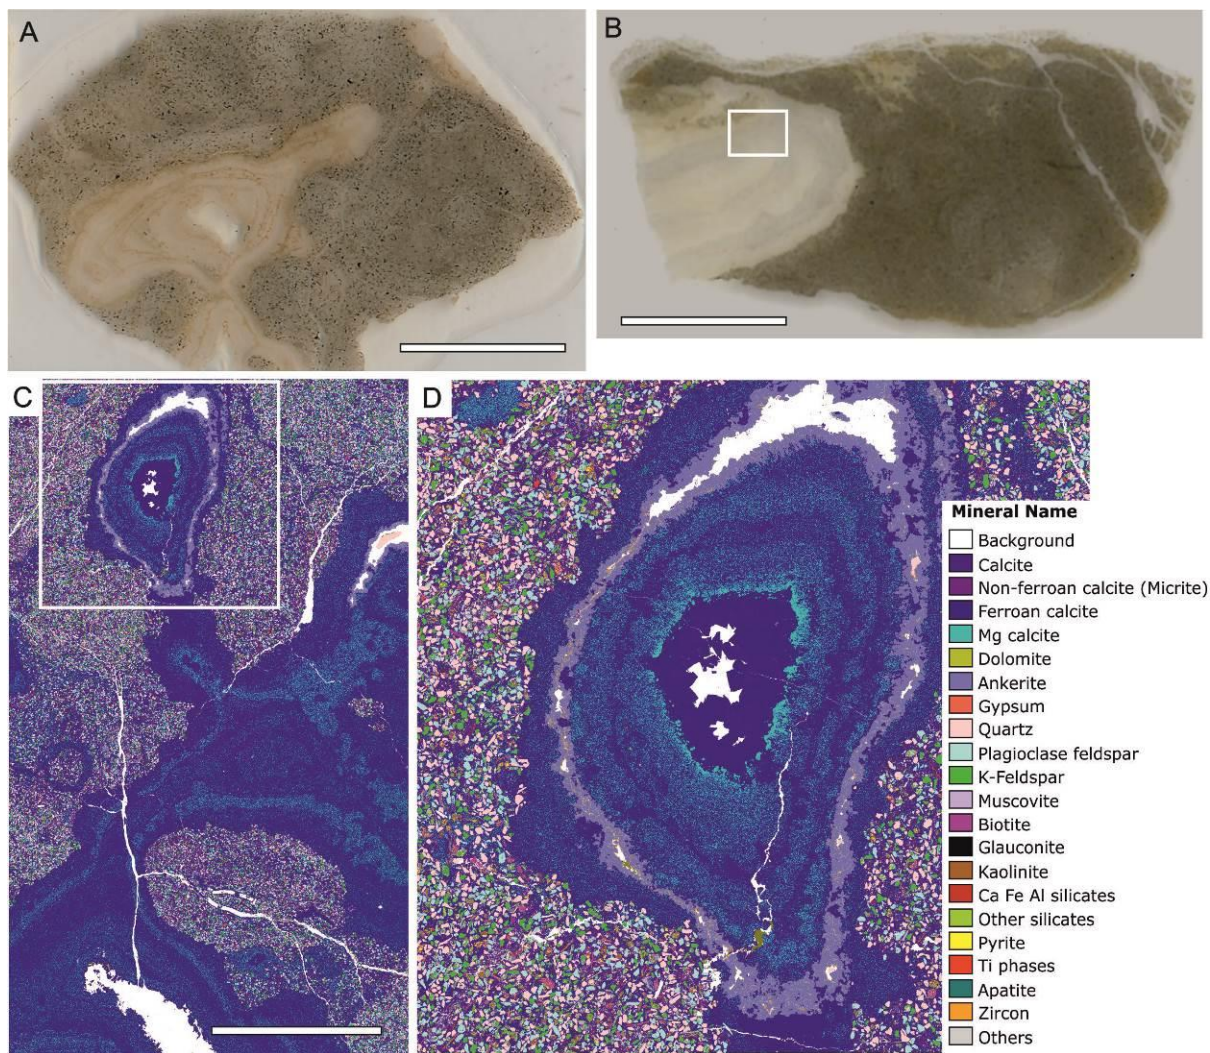 A
B
C
D
Mineral Name
Background
Calcite
Non-ferroan calcite (Micrite)
Ferroan calcite
Mg calcite
Dolomite
Ankerite
Gypsum
Quartz
Plagioclase feldspar
K-Feldspar
Muscovite
Biotite
Glauconite
Kaolinite
Ca Fe Al silicates
Other silicates
Pyrite
Ti phases
Apatite
Zircon
Others